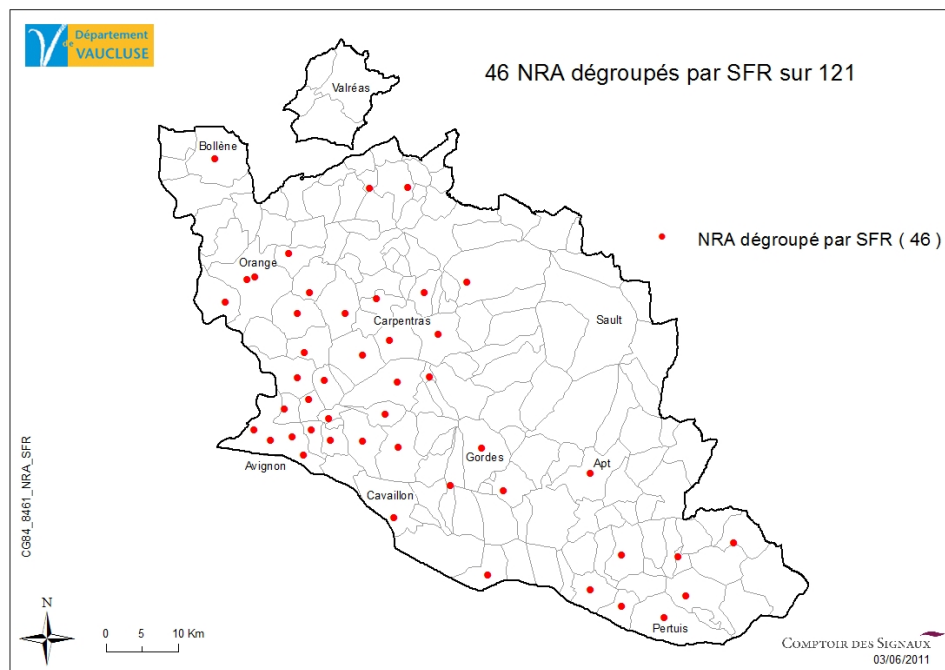 Département
de VAUCLUSE
46 NRA dégroupés par SFR sur 121
Valréas
Bollène
NRA dégroupé par SFR ( 46 )
Orange
Carpentras
Sault
Gordes
Apt
Avignon
Cavaillon
Pertuis
CG84_8461_NRA_SFR
N
0 5 10 Km
COMPTOIR DES SIGNAUX
03/06/2011